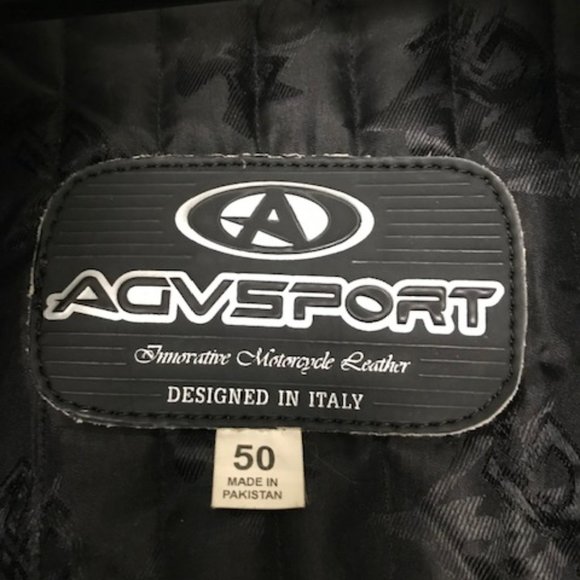 A
AGVSPORT
Innovative Motorcycle Leather
DESIGNED IN ITALY
50
MADE IN
PAKISTAN